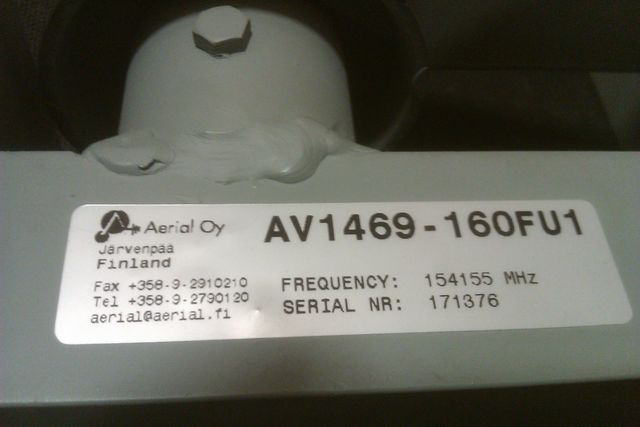 Aerial Oy
AV1469-160FU1
Järvenpää
Finland
Fax +358-9-2910210
Tel +358-9-2790120
aerial@aerial.fi
FREQUENCY: 154155 MHz
SERIAL NR: 171376